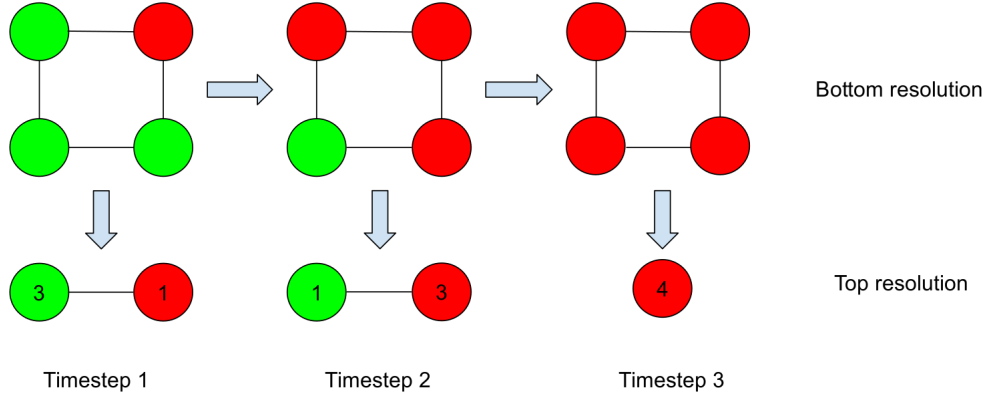 Bottom resolution
3
1
1
3
4
Top resolution
Timestep 1
Timestep 2
Timestep 3